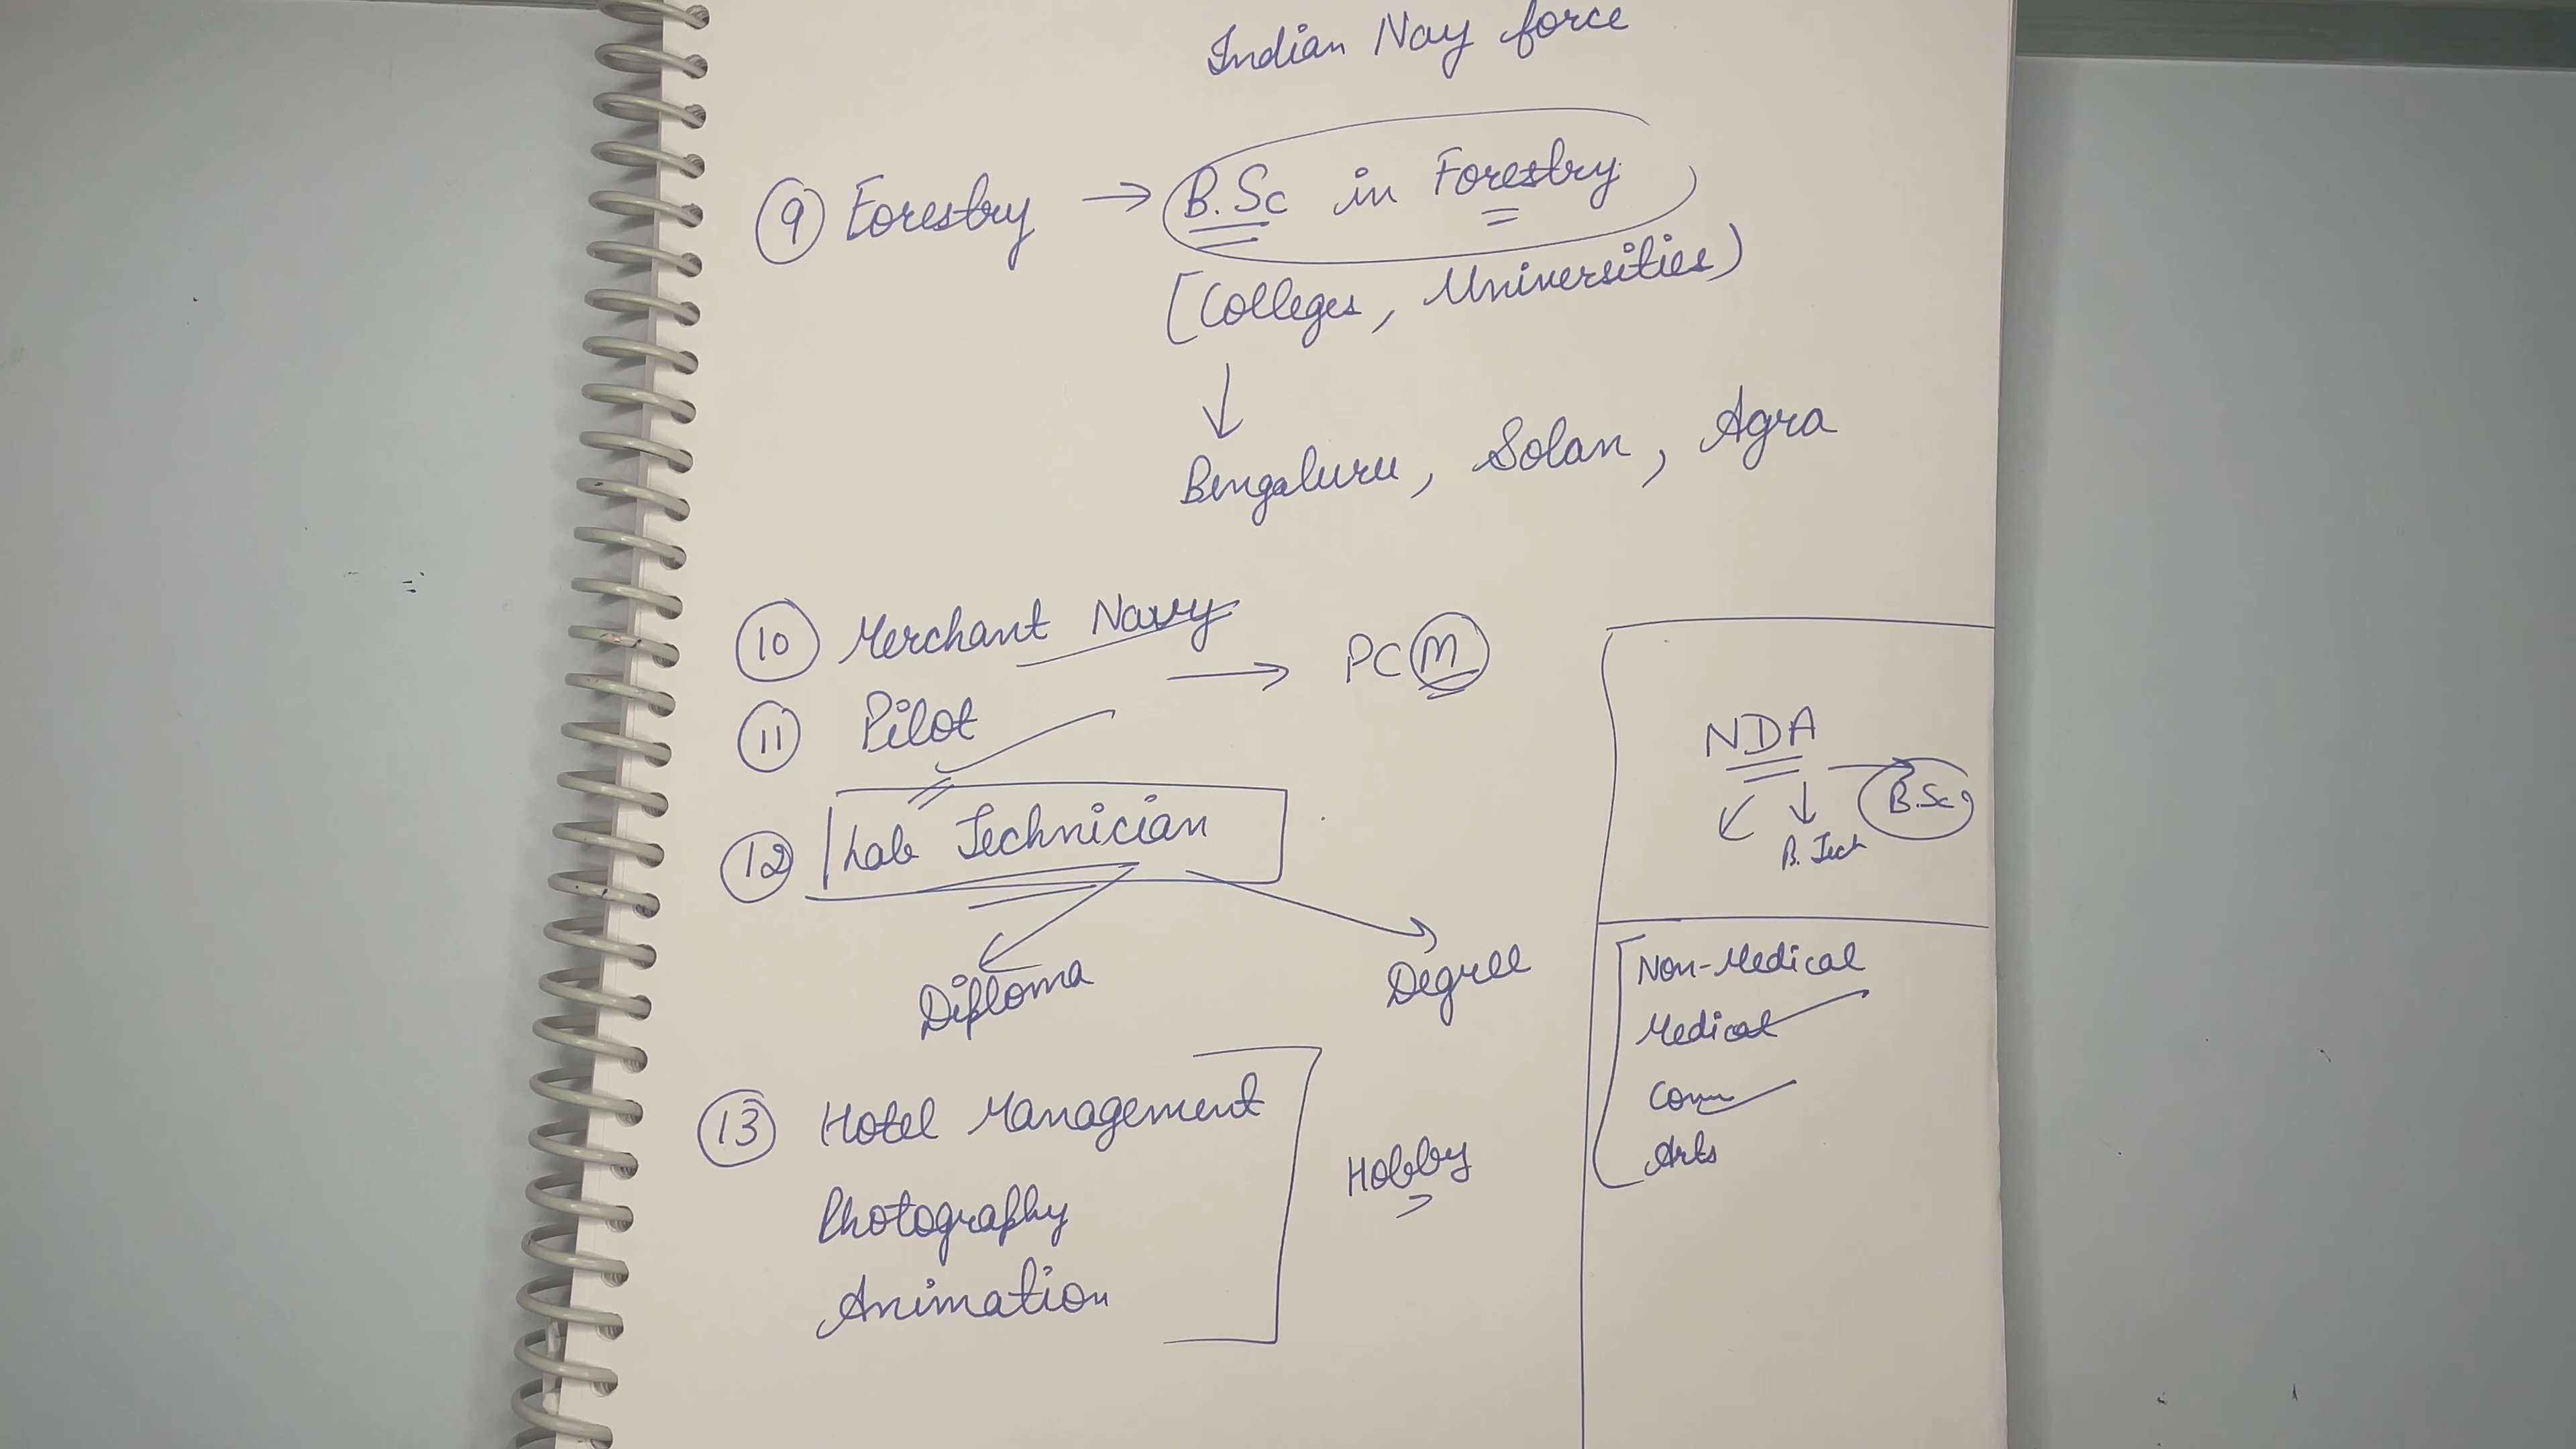 Indian Nay force
9 Forestry → B.Sc in Forestry
[Colleges, Universities)
↓
Bengaluru, Solan, Agra
10 Merchant Navy
→ PCM
11 Pilot
12 Lab Technician
Diploma Degree
13 Hotel Management
Photography
Animation
Hobby
NDA
B.Sc
B.Tech
Non-Medical
Medical
Comm
Arts